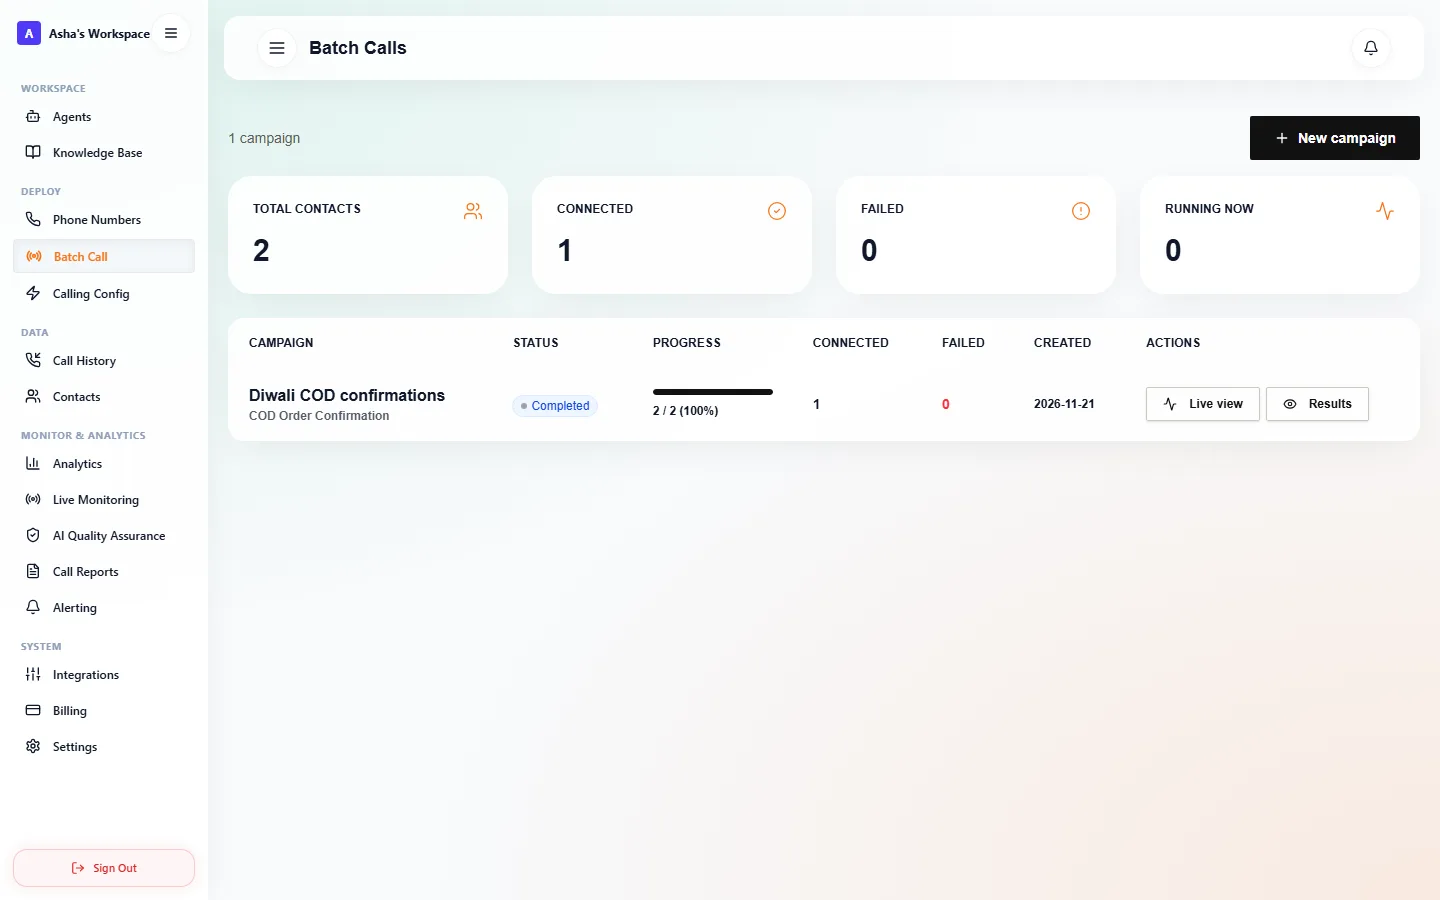 A Asha's Workspace
WORKSPACE
Agents
Knowledge Base
DEPLOY
Phone Numbers
Batch Call
Calling Config
DATA
Call History
Contacts
MONITOR & ANALYTICS
Analytics
Live Monitoring
AI Quality Assurance
Call Reports
Alerting
SYSTEM
Integrations
Billing
Settings
Sign Out
Batch Calls
1 campaign
New campaign
TOTAL CONTACTS
2
CONNECTED
1
FAILED
0
RUNNING NOW
0
CAMPAIGN STATUS PROGRESS CONNECTED FAILED CREATED ACTIONS
Diwali COD confirmations
COD Order Confirmation
Completed
2 / 2 (100%)
1
0
2026-11-21
Live view
Results